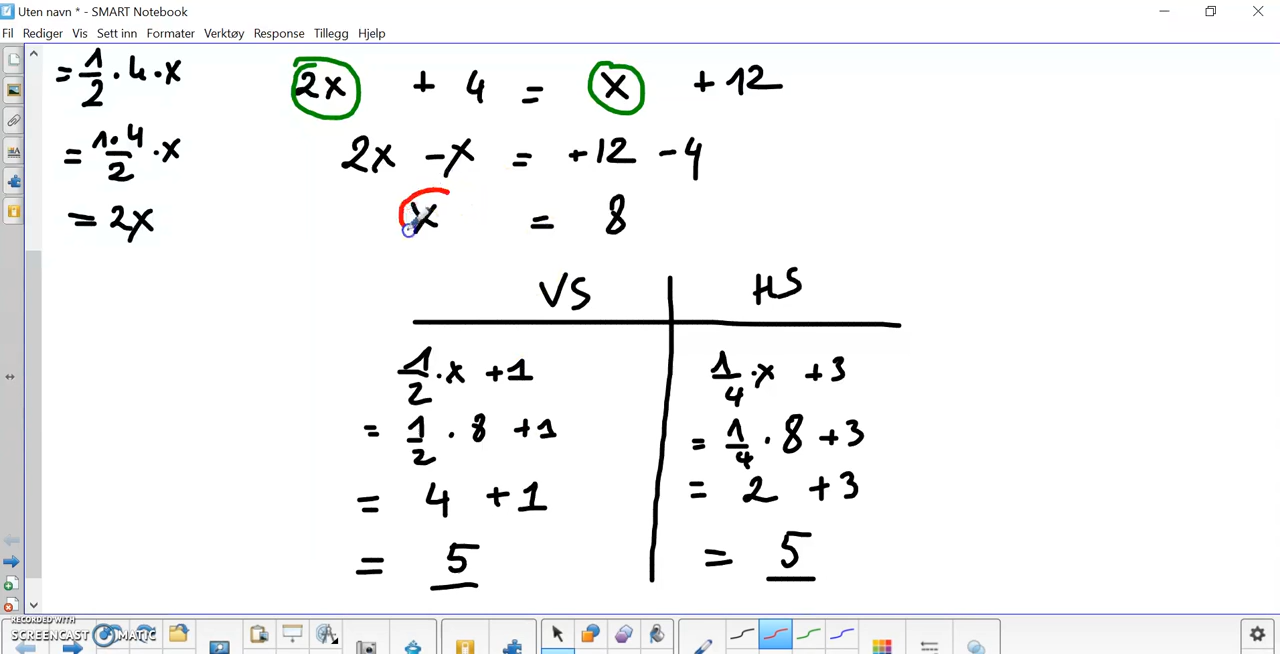 Uten navn * - SMART Notebook
Fil Rediger Vis Sett inn Formater Verktøy Response Tillegg Hjelp
= 1/2 · 4 · x
= 1·4/2 · x
= 2x
2x + 4 = x + 12
2x - x = +12 - 4
x = 8
VS HS
1/2 · x + 1
= 1/2 · 8 + 1
= 4 + 1
= 5
1/4 · x + 3
= 1/4 · 8 + 3
= 2 + 3
= 5
RECORDED WITH
SCREENCAST MATIC